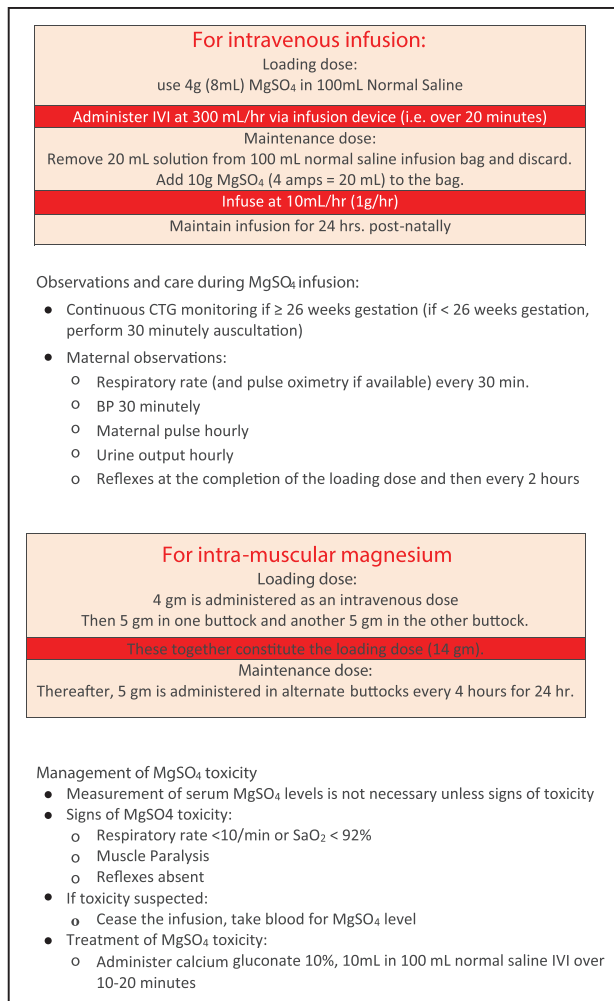 For intravenous infusion:
Loading dose:
use 4g (8mL) MgSO₄ in 100mL Normal Saline
Administer IVI at 300 mL/hr via infusion device (i.e. over 20 minutes)
Maintenance dose:
Remove 20 mL solution from 100 mL normal saline infusion bag and discard.
Add 10g MgSO₄ (4 amps = 20 mL) to the bag.
Infuse at 10mL/hr (1g/hr)
Maintain infusion for 24 hrs. post-natally
Observations and care during MgSO₄ infusion:
● Continuous CTG monitoring if ≥ 26 weeks gestation (if < 26 weeks gestation,
perform 30 minutely auscultation)
● Maternal observations:
o Respiratory rate (and pulse oximetry if available) every 30 min.
o BP 30 minutely
o Maternal pulse hourly
o Urine output hourly
o Reflexes at the completion of the loading dose and then every 2 hours
For intra-muscular magnesium
Loading dose:
4 gm is administered as an intravenous dose
Then 5 gm in one buttock and another 5 gm in the other buttock.
These together constitute the loading dose (14 gm).
Maintenance dose:
Thereafter, 5 gm is administered in alternate buttocks every 4 hours for 24 hr.
Management of MgSO₄ toxicity
● Measurement of serum MgSO₄ levels is not necessary unless signs of toxicity
● Signs of MgSO4 toxicity:
o Respiratory rate <10/min or SaO₂ < 92%
o Muscle Paralysis
o Reflexes absent
● If toxicity suspected:
o Cease the infusion, take blood for MgSO₄ level
● Treatment of MgSO₄ toxicity:
o Administer calcium gluconate 10%, 10mL in 100 mL normal saline IVI over
10-20 minutes